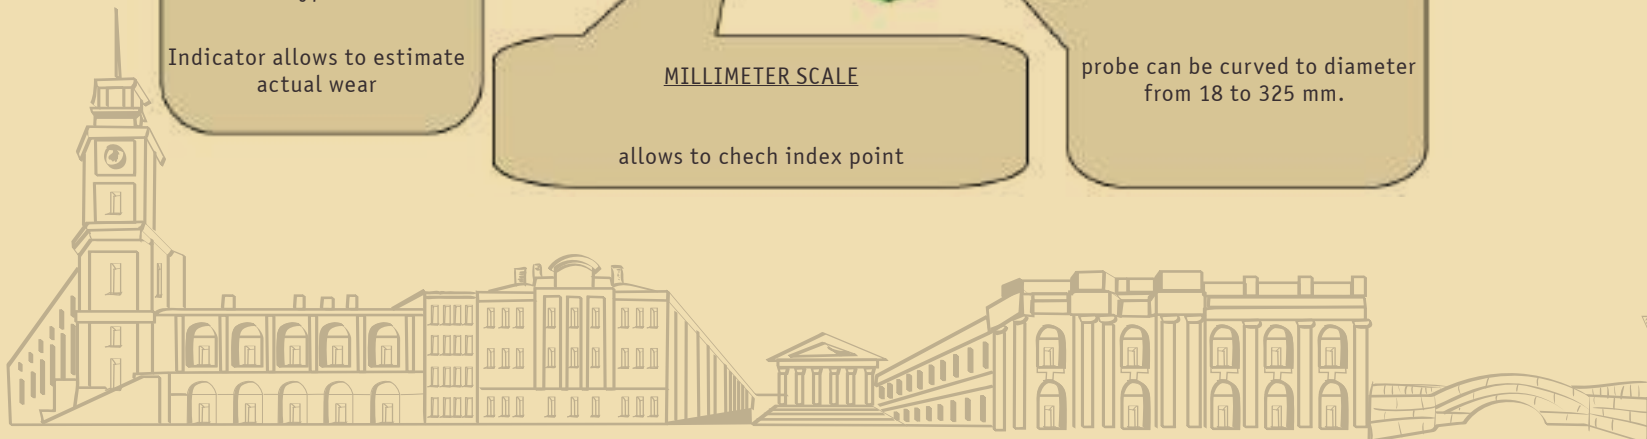 Indicator allows to estimate
actual wear
MILLIMETER SCALE
allows to chech index point
probe can be curved to diameter
from 18 to 325 mm.